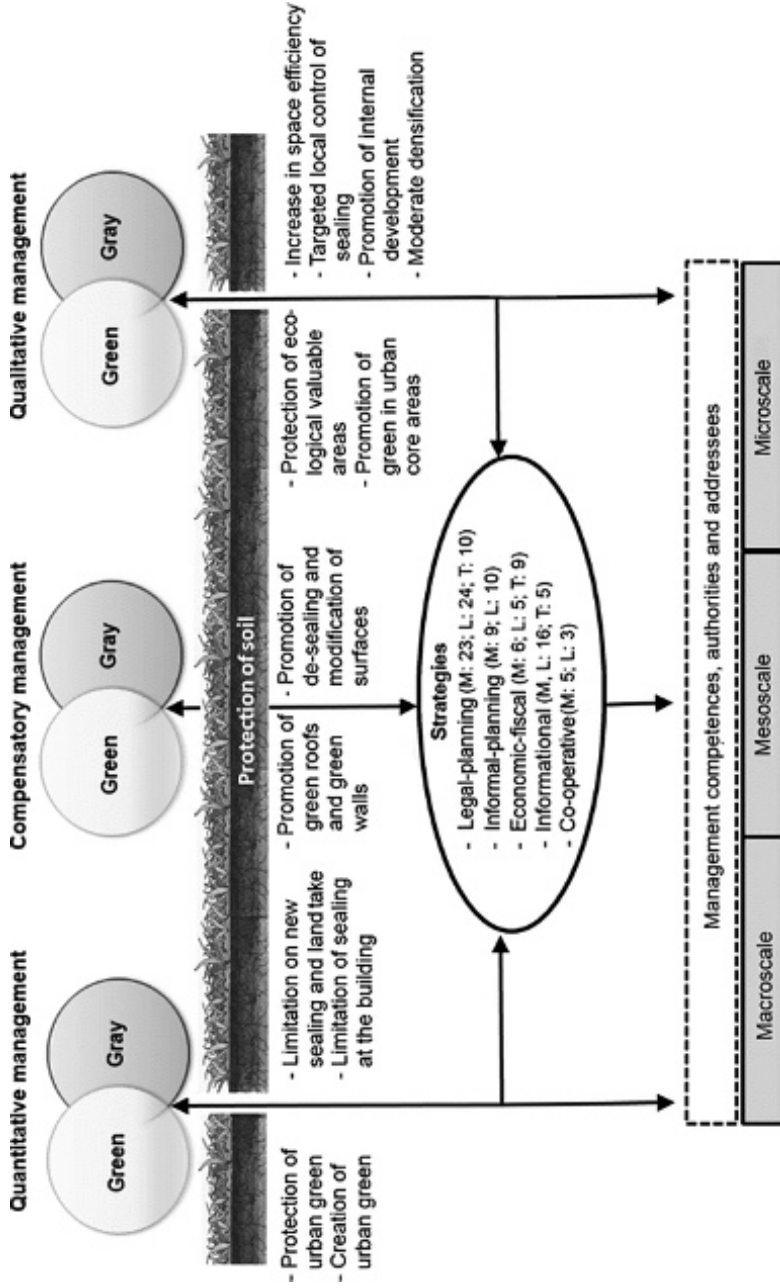 Quantitative management
Compensatory management
Qualitative management
Green
Gray
Green
Gray
Green
Gray
Protection of soil
- Protection of
urban green
- Creation of
urban green
- Limitation on new
sealing and land take
- Limitation of sealing
at the building
- Promotion of
green roofs
and green
walls
- Promotion of
de-sealing and
modification of
surfaces
- Protection of eco-
logical valuable
areas
- Promotion of
green in urban
core areas
- Increase in space efficiency
- Targeted local control of
sealing
- Promotion of internal
development
- Moderate densification
Strategies
- Legal-planning (M: 23; L: 24; T: 10)
- Informal-planning (M: 9; L: 10)
- Economic-fiscal (M: 6; L: 5; T: 9)
- Informational (M, L: 16; T: 5)
- Co-operative(M: 5; L: 3)
Management competences, authorities and addressees
Macroscale
Mesoscale
Microscale